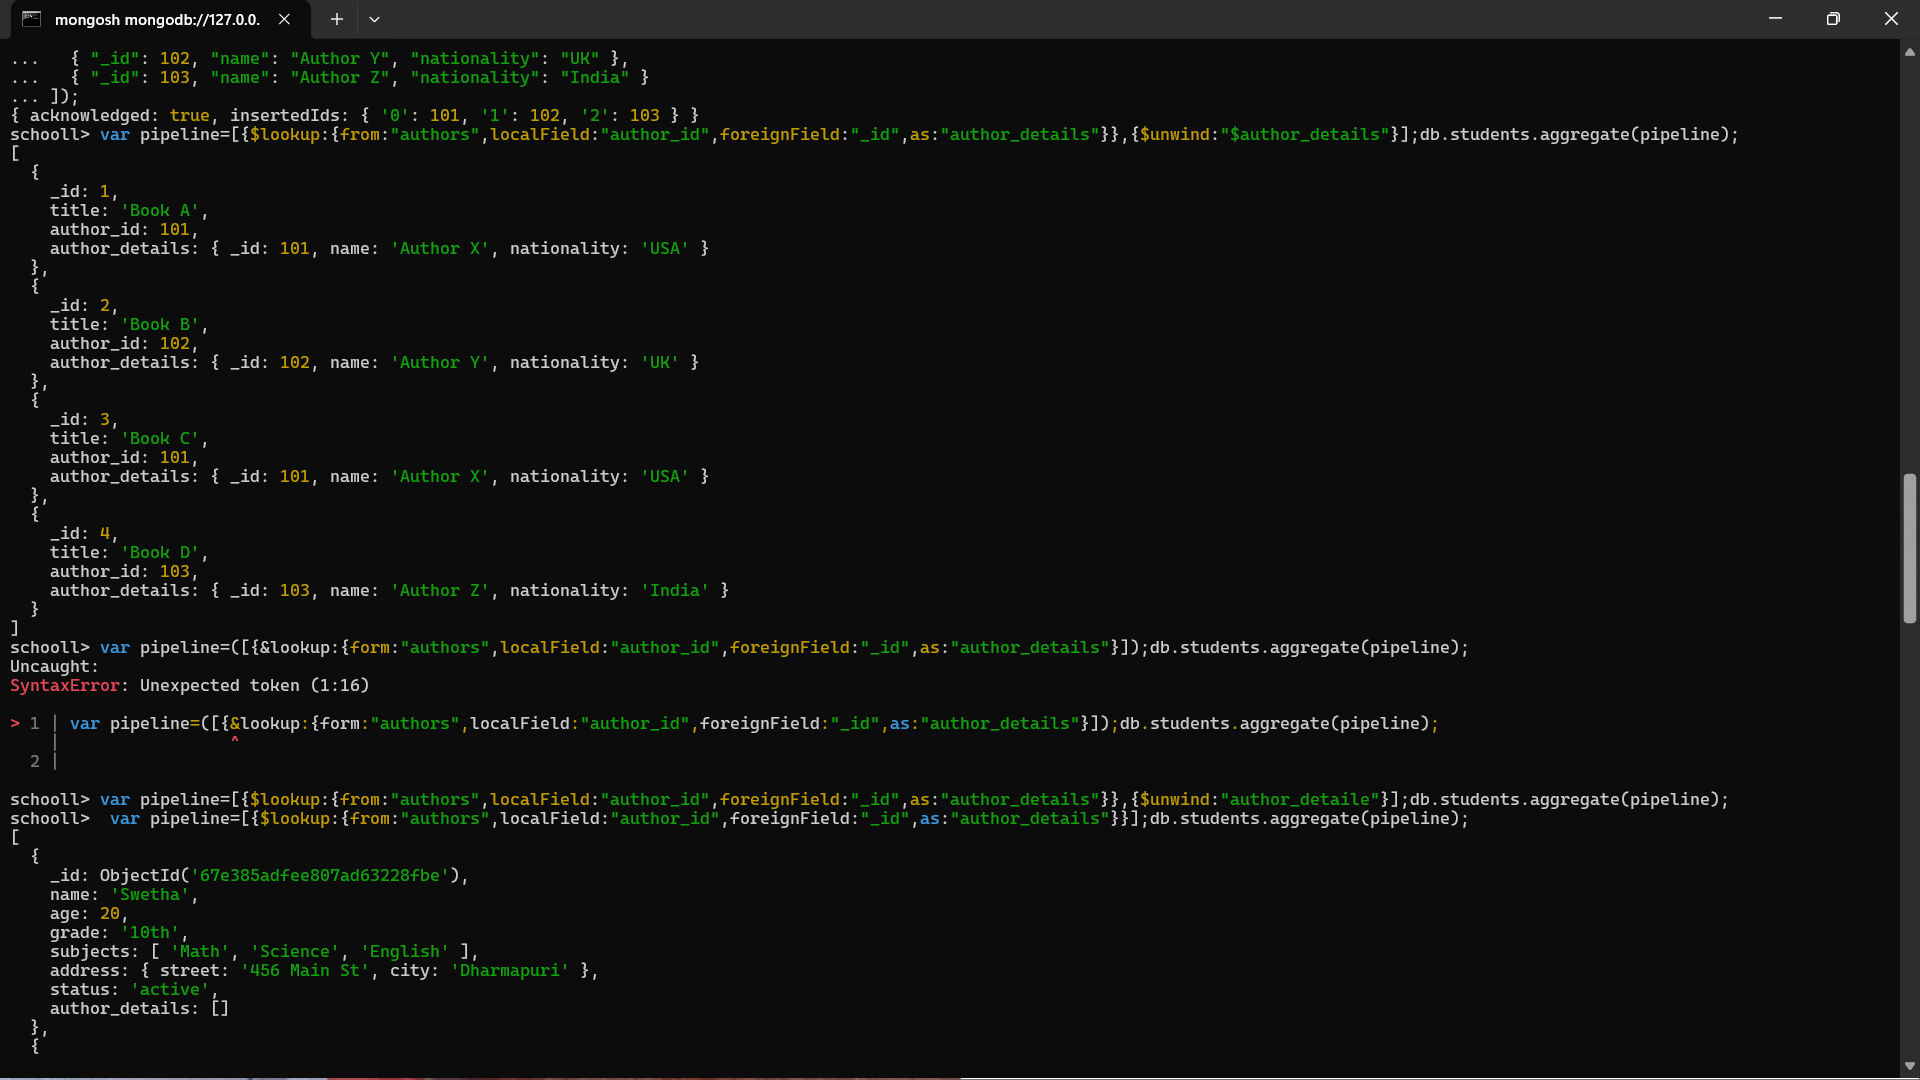 mongosh mongodb://127.0.0.
...   { "_id": 102, "name": "Author Y", "nationality": "UK" },
...   { "_id": 103, "name": "Author Z", "nationality": "India" }
... ]);
{ acknowledged: true, insertedIds: { '0': 101, '1': 102, '2': 103 } }
schooll> var pipeline=[{$lookup:{from:"authors",localField:"author_id",foreignField:"_id",as:"author_details"}},{$unwind:"$author_details"}];db.students.aggregate(pipeline);
[
  {
    _id: 1,
    title: 'Book A',
    author_id: 101,
    author_details: { _id: 101, name: 'Author X', nationality: 'USA' }
  },
  {
    _id: 2,
    title: 'Book B',
    author_id: 102,
    author_details: { _id: 102, name: 'Author Y', nationality: 'UK' }
  },
  {
    _id: 3,
    title: 'Book C',
    author_id: 101,
    author_details: { _id: 101, name: 'Author X', nationality: 'USA' }
  },
  {
    _id: 4,
    title: 'Book D',
    author_id: 103,
    author_details: { _id: 103, name: 'Author Z', nationality: 'India' }
  }
]
schooll> var pipeline=([{&lookup:{form:"authors",localField:"author_id",foreignField:"_id",as:"author_details"}]);db.students.aggregate(pipeline);
Uncaught:
SyntaxError: Unexpected token (1:16)

> 1 | var pipeline=([{&lookup:{form:"authors",localField:"author_id",foreignField:"_id",as:"author_details"}]);db.students.aggregate(pipeline);
    |                 ^
  2 |

schooll> var pipeline=[{$lookup:{from:"authors",localField:"author_id",foreignField:"_id",as:"author_details"}},{$unwind:"author_detaile"}];db.students.aggregate(pipeline);
schooll>  var pipeline=[{$lookup:{from:"authors",localField:"author_id",foreignField:"_id",as:"author_details"}}];db.students.aggregate(pipeline);
[
  {
    _id: ObjectId('67e385adfee807ad63228fbe'),
    name: 'Swetha',
    age: 20,
    grade: '10th',
    subjects: [ 'Math', 'Science', 'English' ],
    address: { street: '456 Main St', city: 'Dharmapuri' },
    status: 'active',
    author_details: []
  },
  {